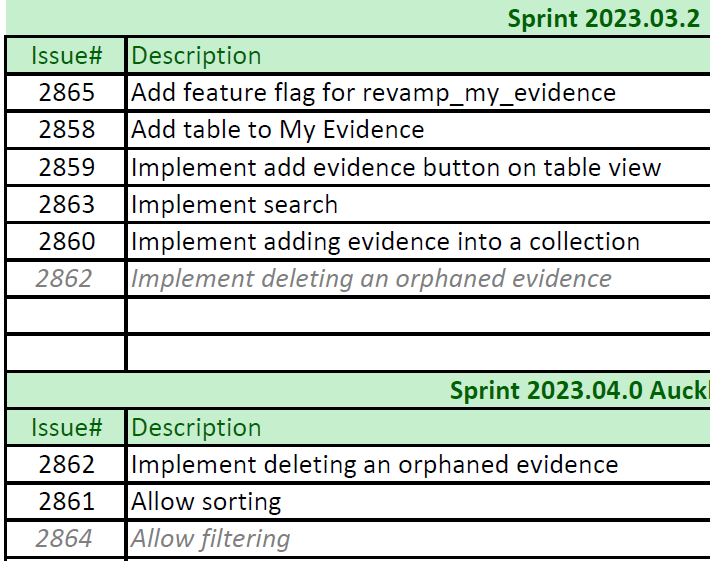 Sprint 2023.03.2
Issue# Description
2865 Add feature flag for revamp_my_evidence
2858 Add table to My Evidence
2859 Implement add evidence button on table view
2863 Implement search
2860 Implement adding evidence into a collection
2862 Implement deleting an orphaned evidence
Sprint 2023.04.0 Auckl
Issue# Description
2862 Implement deleting an orphaned evidence
2861 Allow sorting
2864 Allow filtering